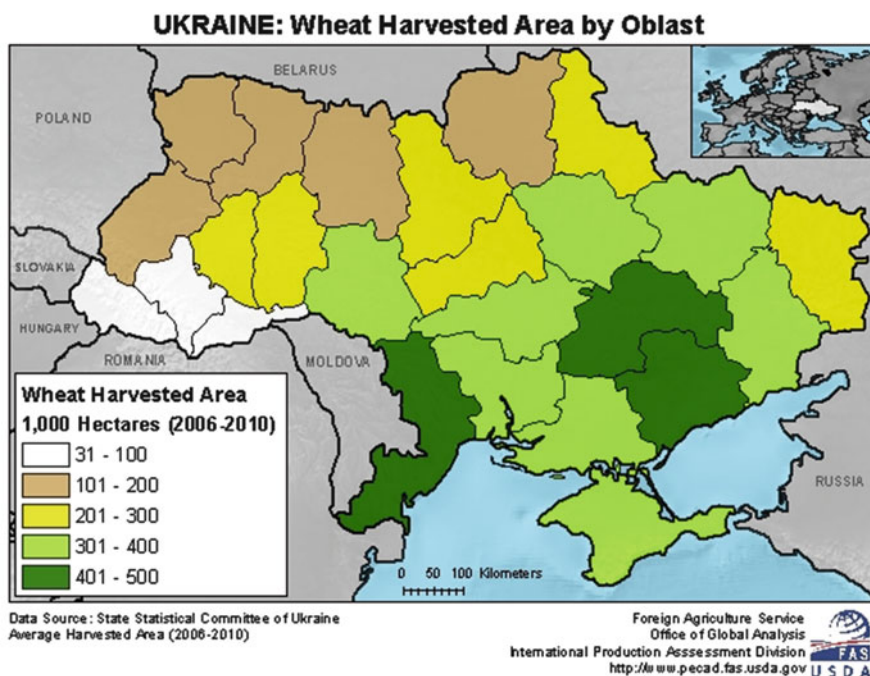 UKRAINE: Wheat Harvested Area by Oblast
BELARUS
POLAND
SLOVAKIA
HUNGARY
ROMANIA
MOLDOVA
RUSSIA
Wheat Harvested Area
1,000 Hectares (2006-2010)
31 - 100
101 - 200
201 - 300
301 - 400
401 - 500
0 50 100 Kilometers
Data Source: State Statistical Committee of Ukraine
Average Harvested Area (2006-2010)
Foreign Agriculture Service
Office of Global Analysis
International Production Asssessment Division
http://www.pecad.fas.usda.gov
FAS
USDA